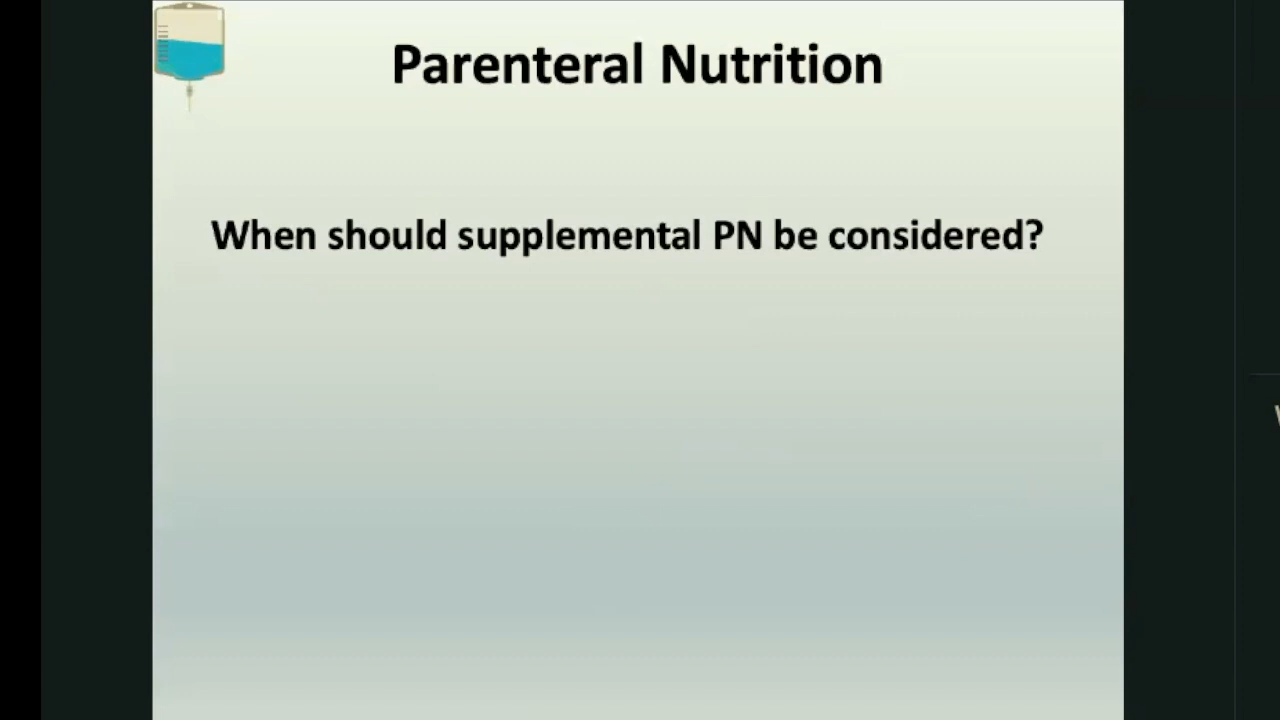 Parenteral Nutrition
When should supplemental PN be considered?